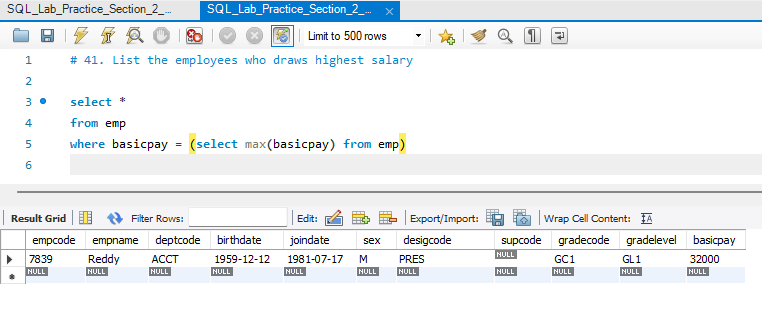 SQL_Lab_Practice_Section_2_... SQL_Lab_Practice_Section_2_...
Limit to 500 rows
1 # 41. List the employees who draws highest salary
2
3 select *
4 from emp
5 where basicpay = (select max(basicpay) from emp)
6
Result Grid Filter Rows: Edit: Export/Import: Wrap Cell Content:
empcode empname deptcode birthdate joindate sex desigcode supcode gradecode gradelevel basicpay
7839 Reddy ACCT 1959-12-12 1981-07-17 M PRES NULL GC1 GL1 32000
NULL NULL NULL NULL NULL NULL NULL NULL NULL NULL NULL